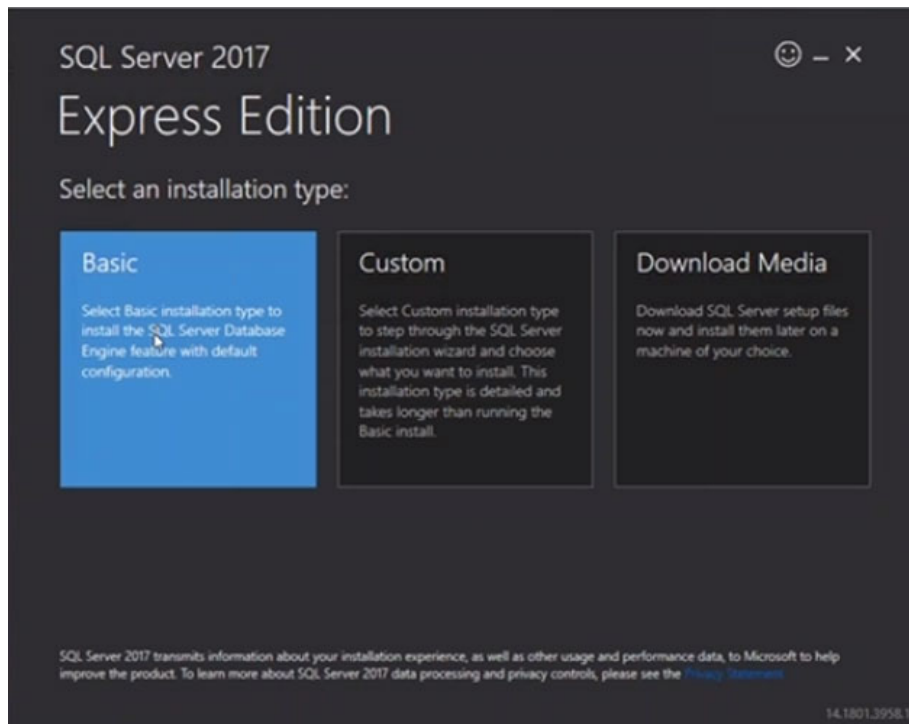 SQL Server 2017
Express Edition
Select an installation type:
Basic
Select Basic installation type to
install the SQL Server Database
Engine feature with default
configuration.
Custom
Select Custom installation type
to step through the SQL Server
installation wizard and choose
what you want to install. This
installation type is detailed and
takes longer than running the
Basic install.
Download Media
Download SQL Server setup files
now and install them later on a
machine of your choice.
SQL Server 2017 transmits information about your installation experience, as well as other usage and performance data, to Microsoft to help
improve the product. To learn more about SQL Server 2017 data processing and privacy controls, please see the Privacy Statement
14.1801.3958.1